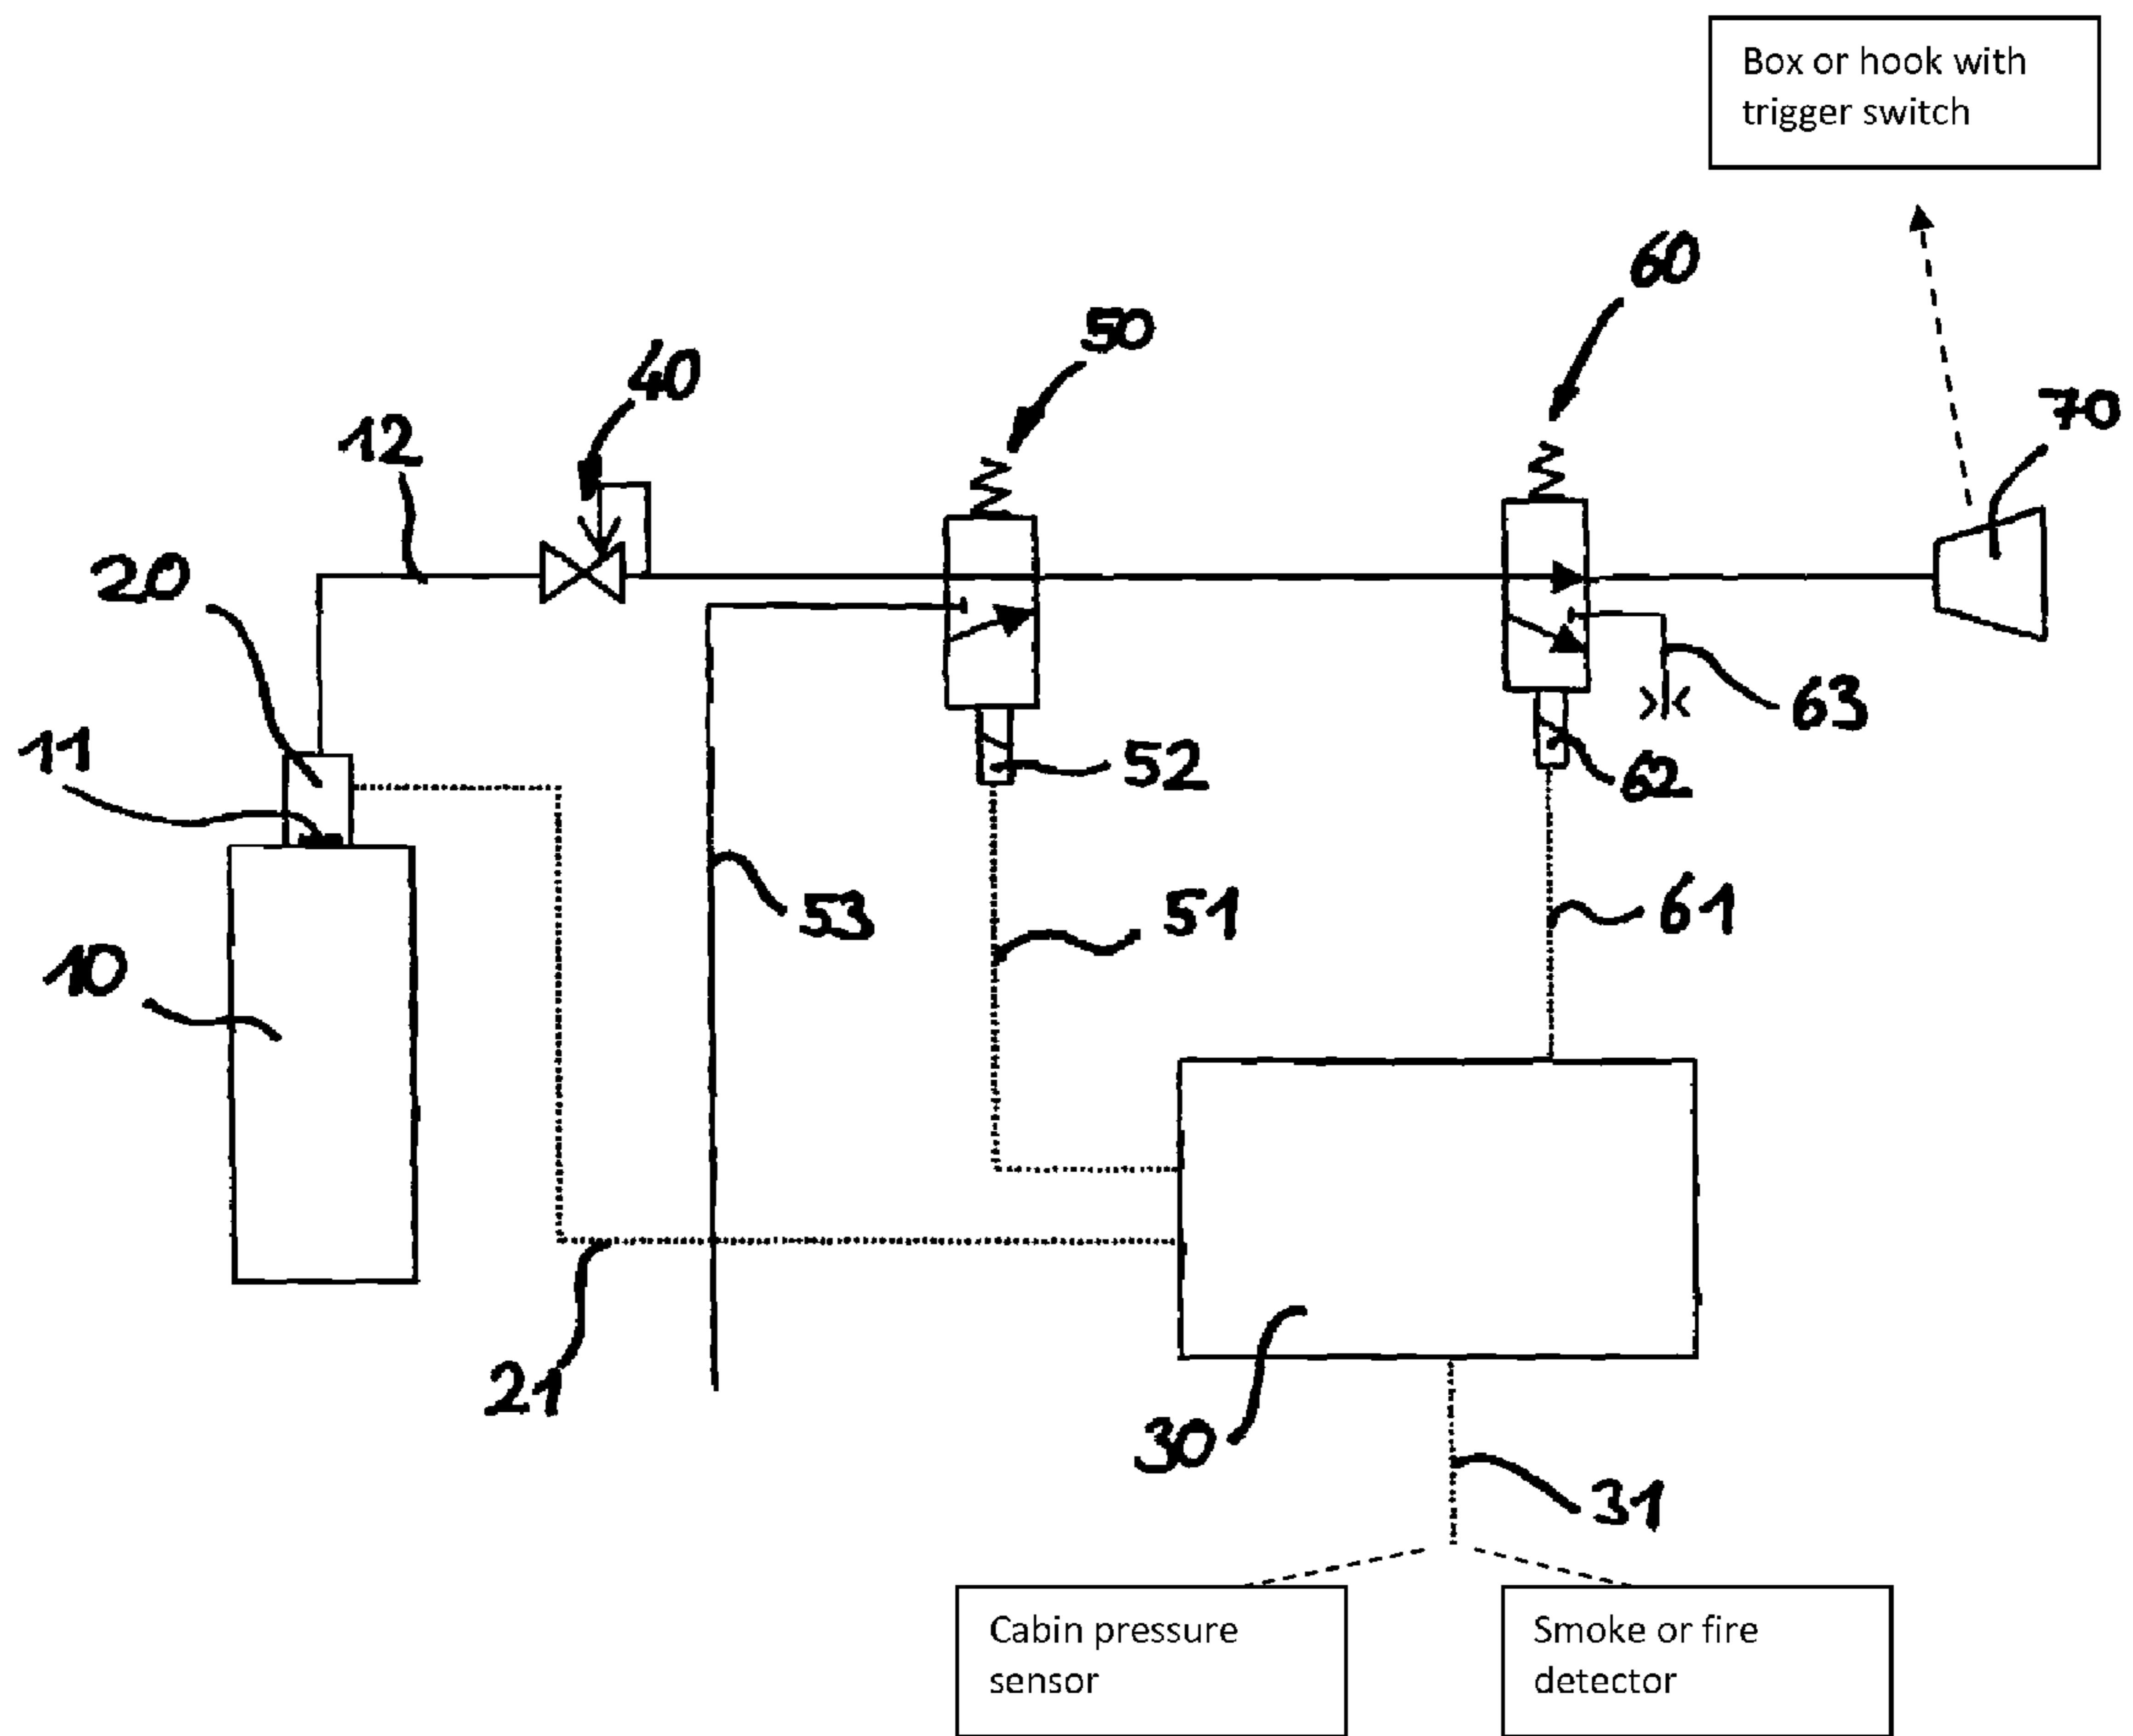 Box or hook with
trigger switch
60
50
40
70
12
20
63
11
52
62
53
51
61
10
21
30
31
Cabin pressure
sensor
Smoke or fire
detector